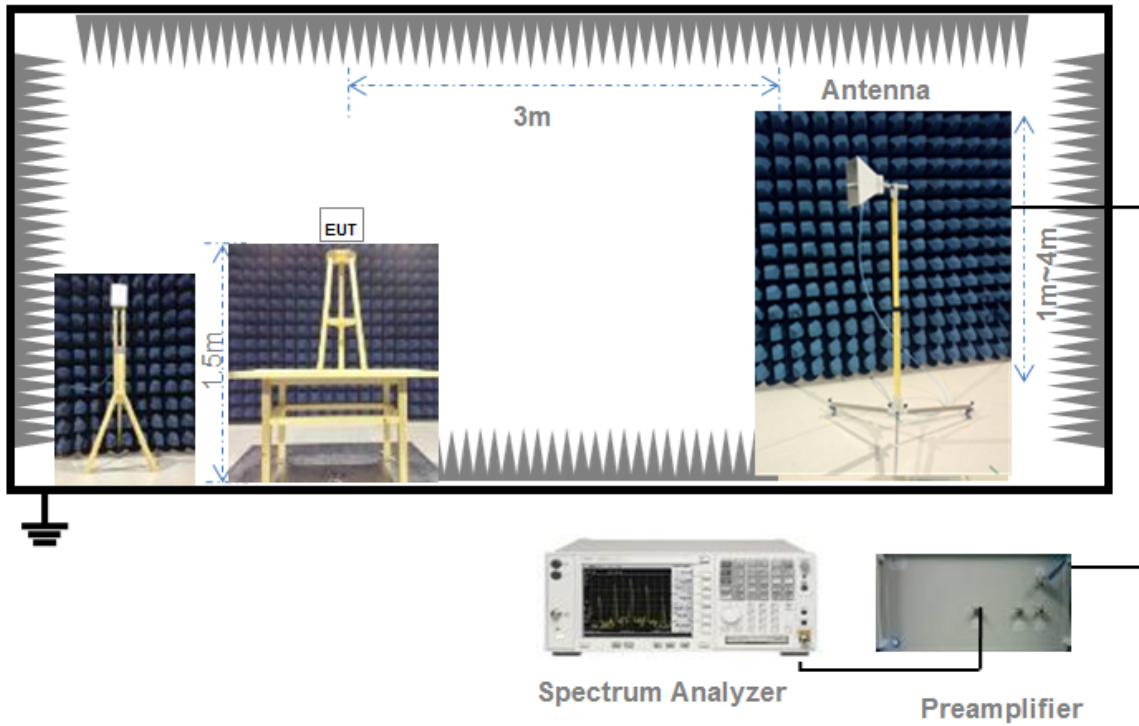 Antenna
3m
EUT
1.5m
1m~4m
Spectrum Analyzer
Preamplifier